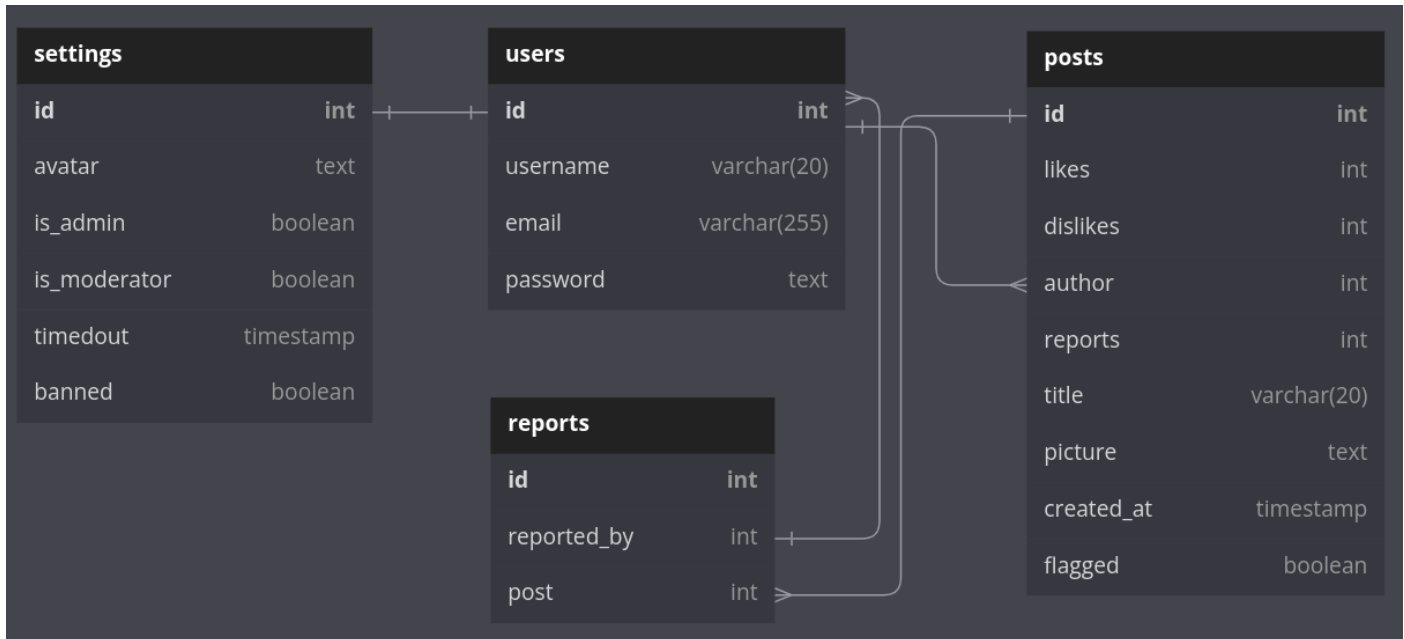 settings
id int
avatar text
is_admin boolean
is_moderator boolean
timedout timestamp
banned boolean
users
id int
username varchar(20)
email varchar(255)
password text
reports
id int
reported_by int
post int
posts
id int
likes int
dislikes int
author int
reports int
title varchar(20)
picture text
created_at timestamp
flagged boolean